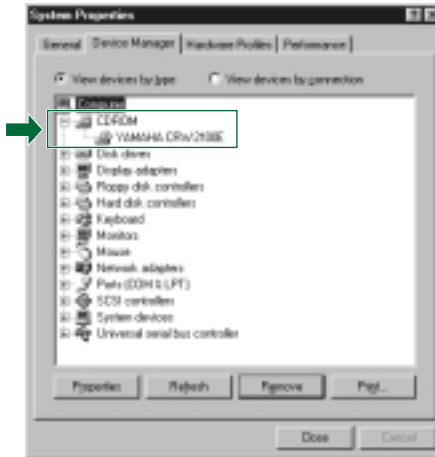 System Properties
General Device Manager Hardware Profiles Performance
View devices by type View devices by connection
Computer
CDROM
YAMAHA CRW2100E
Disk drives
Display adapters
Floppy disk controllers
Hard disk controllers
Keyboard
Monitors
Mouse
Network adapters
Ports (COM & LPT)
SCSI controllers
System devices
Universal serial bus controller
Properties Refresh Remove Print...
Close Cancel